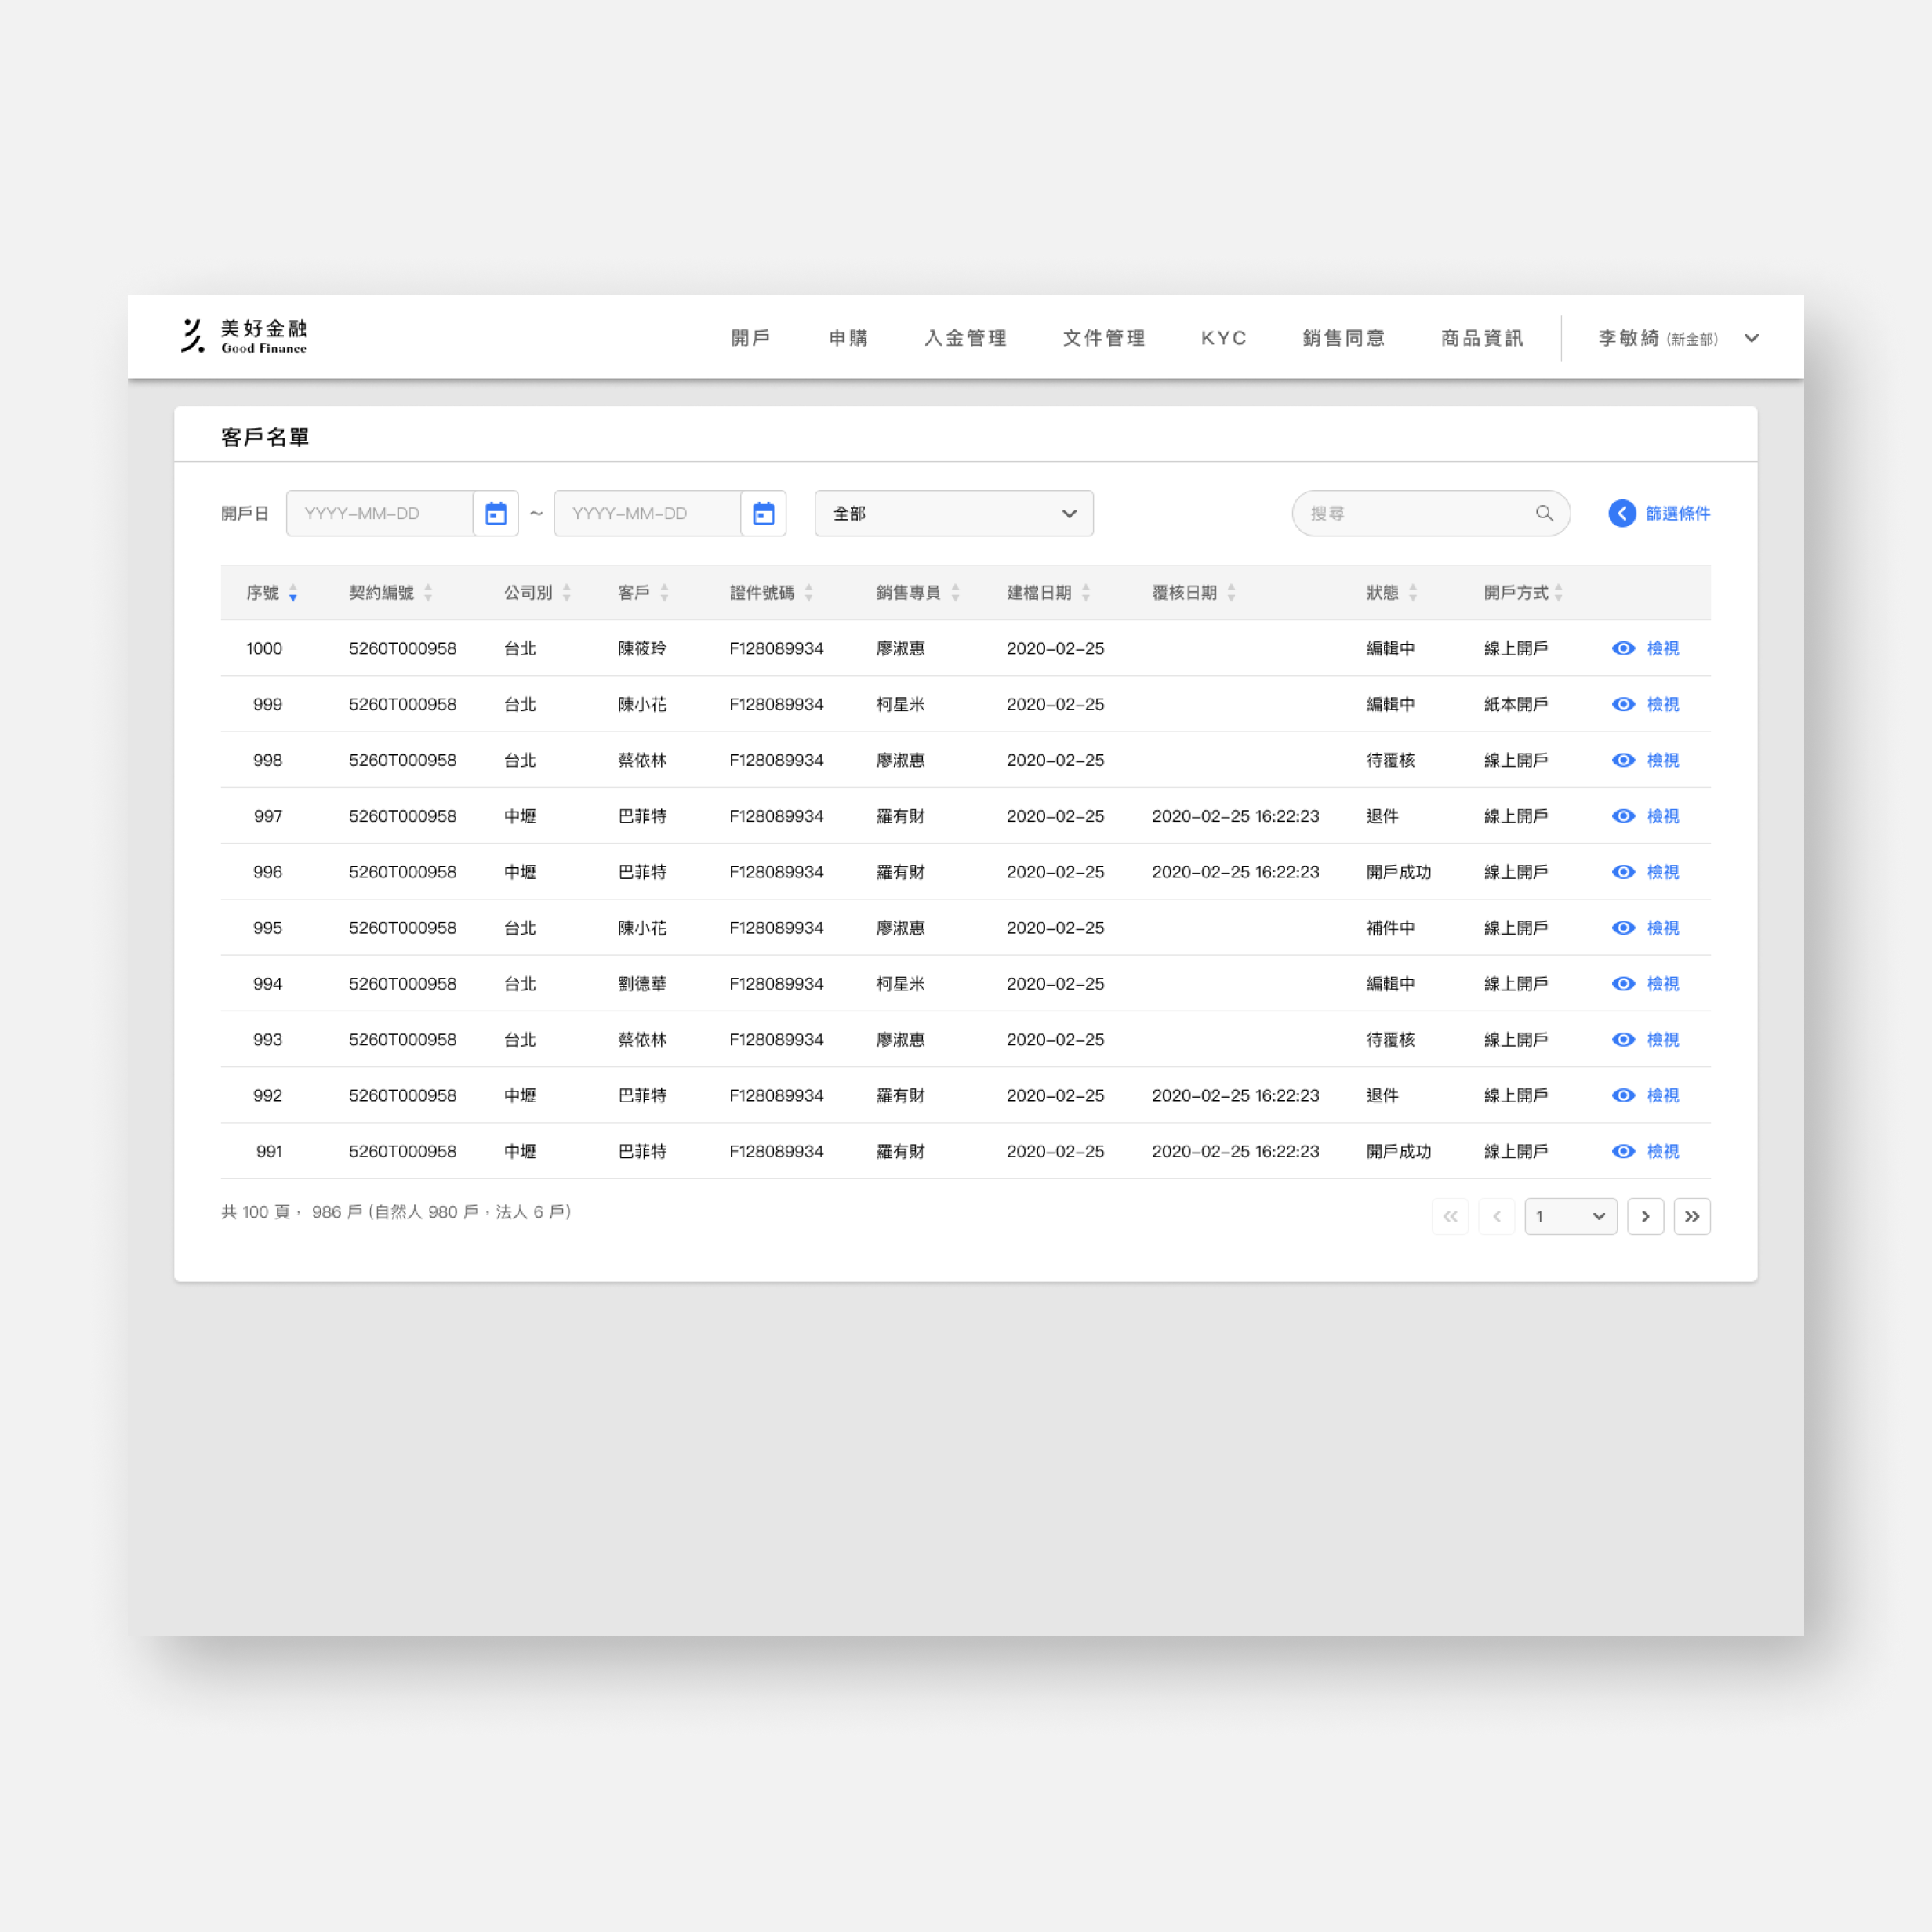 美好金融
Good Finance
開戶 申購 入金管理 文件管理 KYC 銷售同意 商品資訊 李敏綺 (新金部)
客戶名單
開戶日 YYYY-MM-DD ~ YYYY-MM-DD 全部 搜尋 篩選條件
序號 契約編號 公司別 客戶 證件號碼 銷售專員 建檔日期 覆核日期 狀態 開戶方式
1000 5260T000958 台北 陳筱玲 F128089934 廖淑惠 2020-02-25 編輯中 線上開戶 檢視
999 5260T000958 台北 陳小花 F128089934 柯星米 2020-02-25 編輯中 紙本開戶 檢視
998 5260T000958 台北 蔡依林 F128089934 廖淑惠 2020-02-25 待覆核 線上開戶 檢視
997 5260T000958 中壢 巴菲特 F128089934 羅有財 2020-02-25 2020-02-25 16:22:23 退件 線上開戶 檢視
996 5260T000958 中壢 巴菲特 F128089934 羅有財 2020-02-25 2020-02-25 16:22:23 開戶成功 線上開戶 檢視
995 5260T000958 台北 陳小花 F128089934 廖淑惠 2020-02-25 補件中 線上開戶 檢視
994 5260T000958 台北 劉德華 F128089934 柯星米 2020-02-25 編輯中 線上開戶 檢視
993 5260T000958 台北 蔡依林 F128089934 廖淑惠 2020-02-25 待覆核 線上開戶 檢視
992 5260T000958 中壢 巴菲特 F128089934 羅有財 2020-02-25 2020-02-25 16:22:23 退件 線上開戶 檢視
991 5260T000958 中壢 巴菲特 F128089934 羅有財 2020-02-25 2020-02-25 16:22:23 開戶成功 線上開戶 檢視
共 100 頁， 986 戶 (自然人 980 戶，法人 6 戶) 1